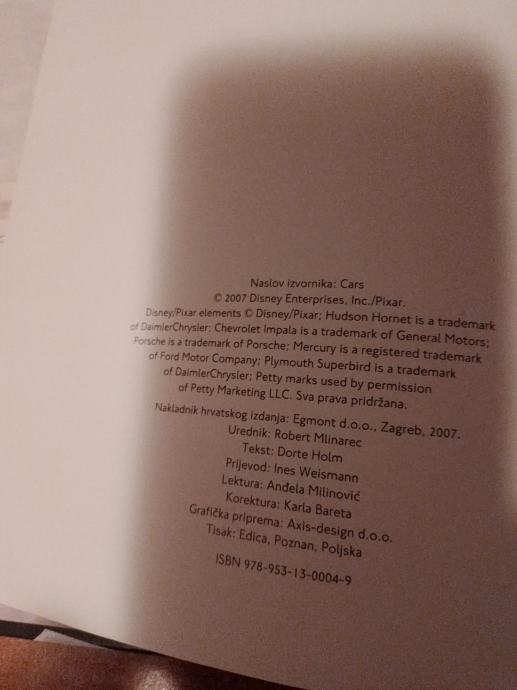 Naslov izvornika: Cars
© 2007 Disney Enterprises, Inc./Pixar.
Disney/Pixar elements © Disney/Pixar; Hudson Hornet is a trademark
of DaimlerChrysler; Chevrolet Impala is a trademark of General Motors;
Porsche is a trademark of Porsche; Mercury is a registered trademark
of Ford Motor Company; Plymouth Superbird is a trademark
of DaimlerChrysler; Petty marks used by permission
of Petty Marketing LLC. Sva prava pridržana.
Nakladnik hrvatskog izdanja: Egmont d.o.o., Zagreb, 2007.
Urednik: Robert Mlinarec
Tekst: Dorte Holm
Prijevod: Ines Weismann
Lektura: Anđela Milinović
Korektura: Karla Bareta
Grafička priprema: Axis-design d.o.o.
Tisak: Edica, Poznan, Poljska
ISBN 978-953-13-0004-9